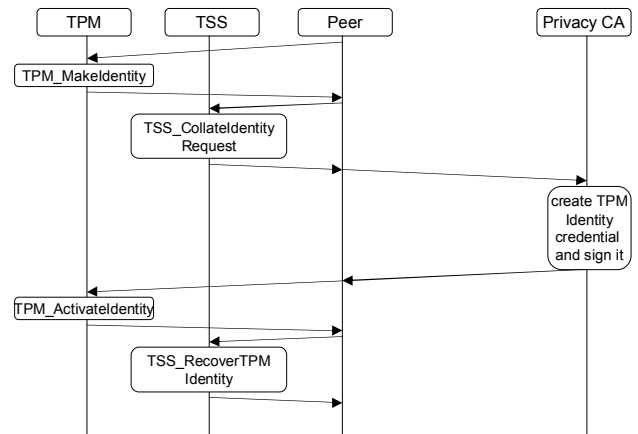 TPM
TSS
Peer
Privacy CA
TPM_MakeIdentity
TSS_CollateIdentity
Request
create TPM
Identity
credential
and sign it
TPM_ActivateIdentity
TSS_RecoverTPM
Identity